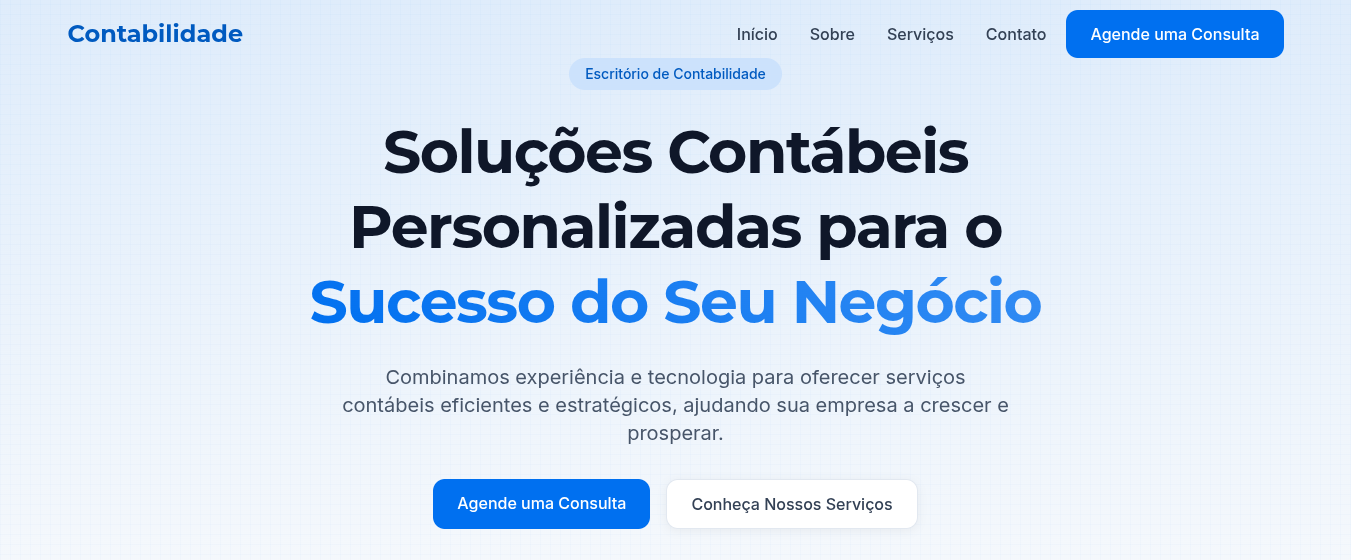 Contabilidade
Início
Sobre
Serviços
Contato
Agende uma Consulta
Escritório de Contabilidade
Soluções Contábeis
Personalizadas para o
Sucesso do Seu Negócio
Combinamos experiência e tecnologia para oferecer serviços
contábeis eficientes e estratégicos, ajudando sua empresa a crescer e
prosperar.
Agende uma Consulta
Conheça Nossos Serviços